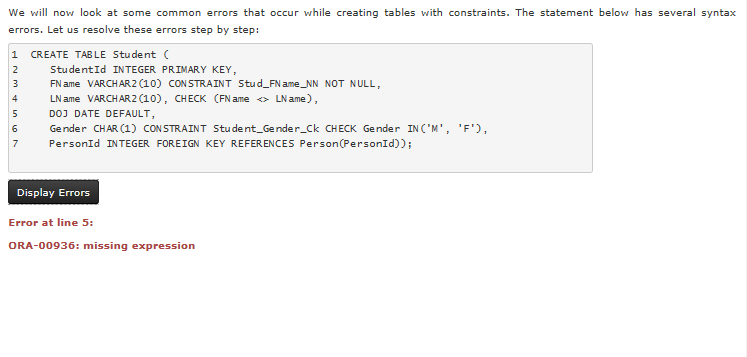 We will now look at some common errors that occur while creating tables with constraints. The statement below has several syntax
errors. Let us resolve these errors step by step:
1 CREATE TABLE Student (
2 StudentId INTEGER PRIMARY KEY,
3 FName VARCHAR2(10) CONSTRAINT Stud_FName_NN NOT NULL,
4 LName VARCHAR2(10), CHECK (FName <> LName),
5 DOJ DATE DEFAULT,
6 Gender CHAR(1) CONSTRAINT Student_Gender_Ck CHECK Gender IN('M', 'F'),
7 PersonId INTEGER FOREIGN KEY REFERENCES Person(PersonId));
Display Errors
Error at line 5:
ORA-00936: missing expression